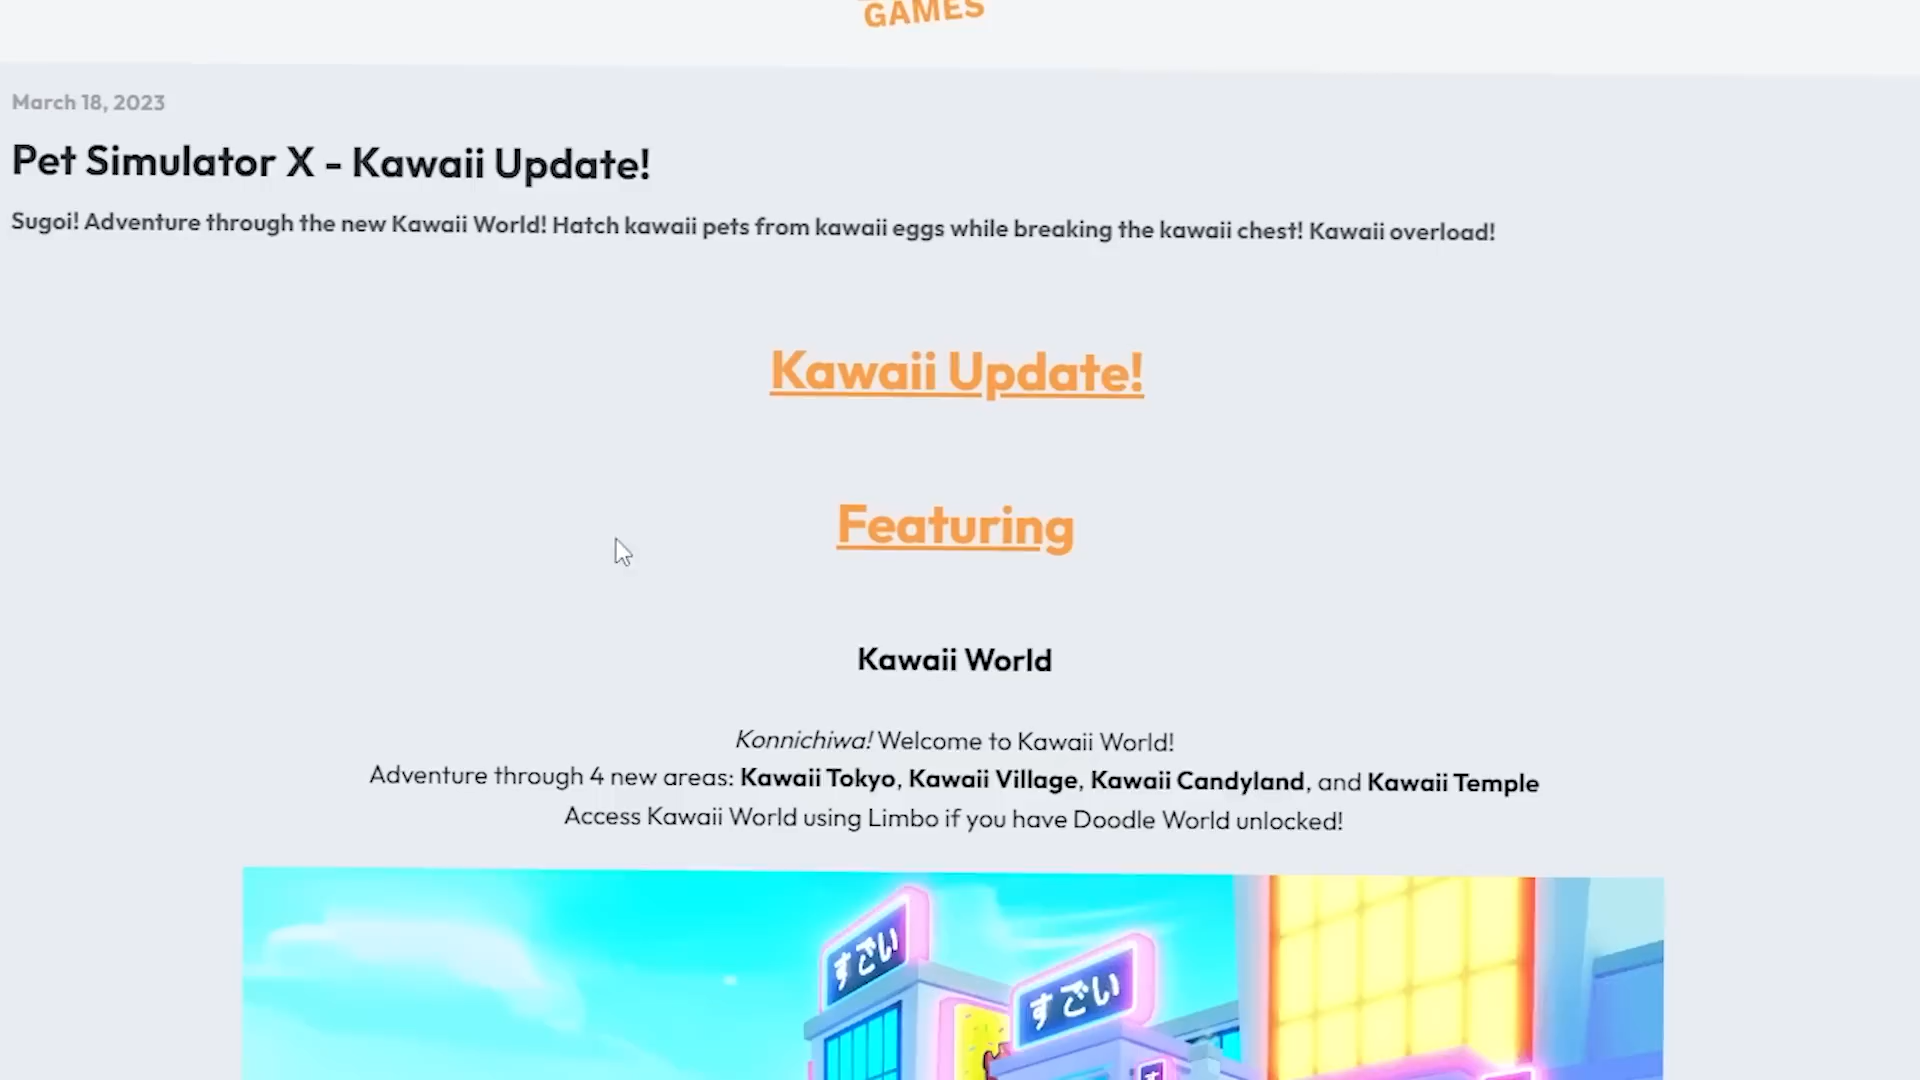 GAMES
March 18, 2023
Pet Simulator X - Kawaii Update!
Sugoi! Adventure through the new Kawaii World! Hatch kawaii pets from kawaii eggs while breaking the kawaii chest! Kawaii overload!
Kawaii Update!
Featuring
Kawaii World
Konnichiwa! Welcome to Kawaii World!
Adventure through 4 new areas: Kawaii Tokyo, Kawaii Village, Kawaii Candyland, and Kawaii Temple
Access Kawaii World using Limbo if you have Doodle World unlocked!
すごい
すごい
す